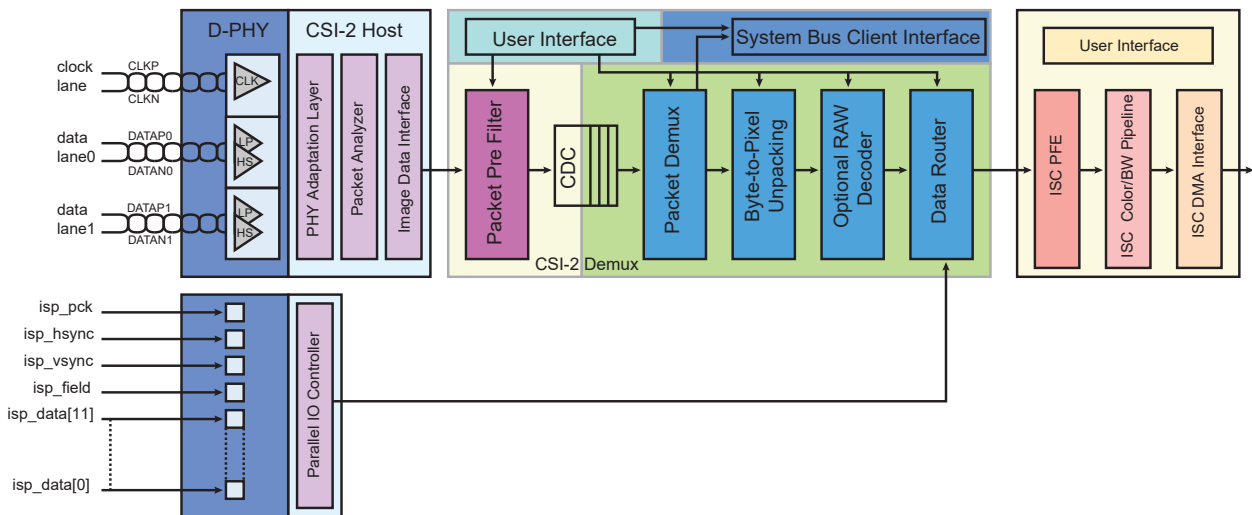 D-PHY
CSI-2 Host
clock
lane
CLKP
CLKN
CLK
data
lane0
DATAP0
DATAN0
LP
HS
data
lane1
DATAP1
DATAN1
LP
HS
PHY Adaptation Layer
Packet Analyzer
Image Data Interface
User Interface
System Bus Client Interface
Packet Pre Filter
CDC
Packet Demux
Byte-to-Pixel
Unpacking
Optional RAW
Decoder
Data Router
CSI-2 Demux
User Interface
ISC PFE
ISC Color/BW Pipeline
ISC DMA Interface
isp_pck
isp_hsync
isp_vsync
isp_field
isp_data[11]
isp_data[0]
Parallel IO Controller